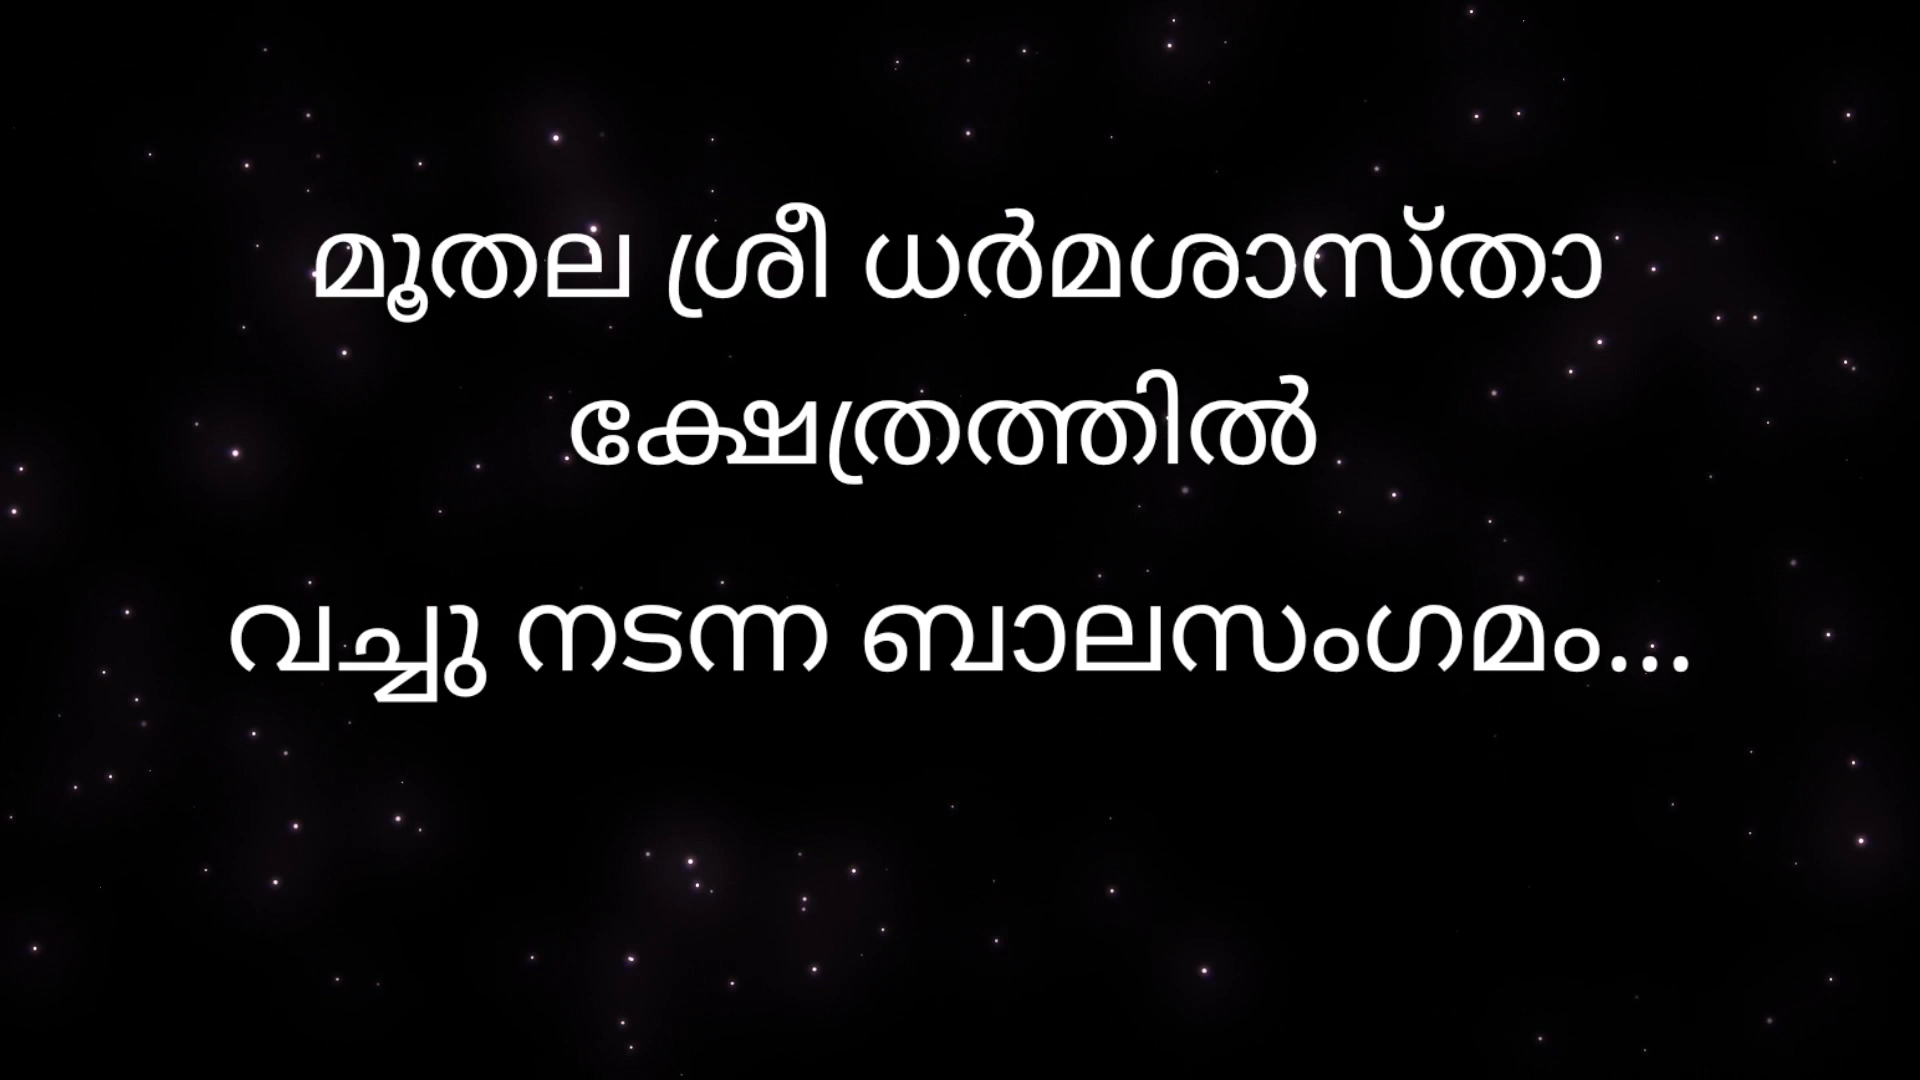 മൂതല ശ്രീ ധർമശാസ്താ
ക്ഷേത്രത്തിൽ
വച്ചു നടന്ന ബാലസംഗമം...